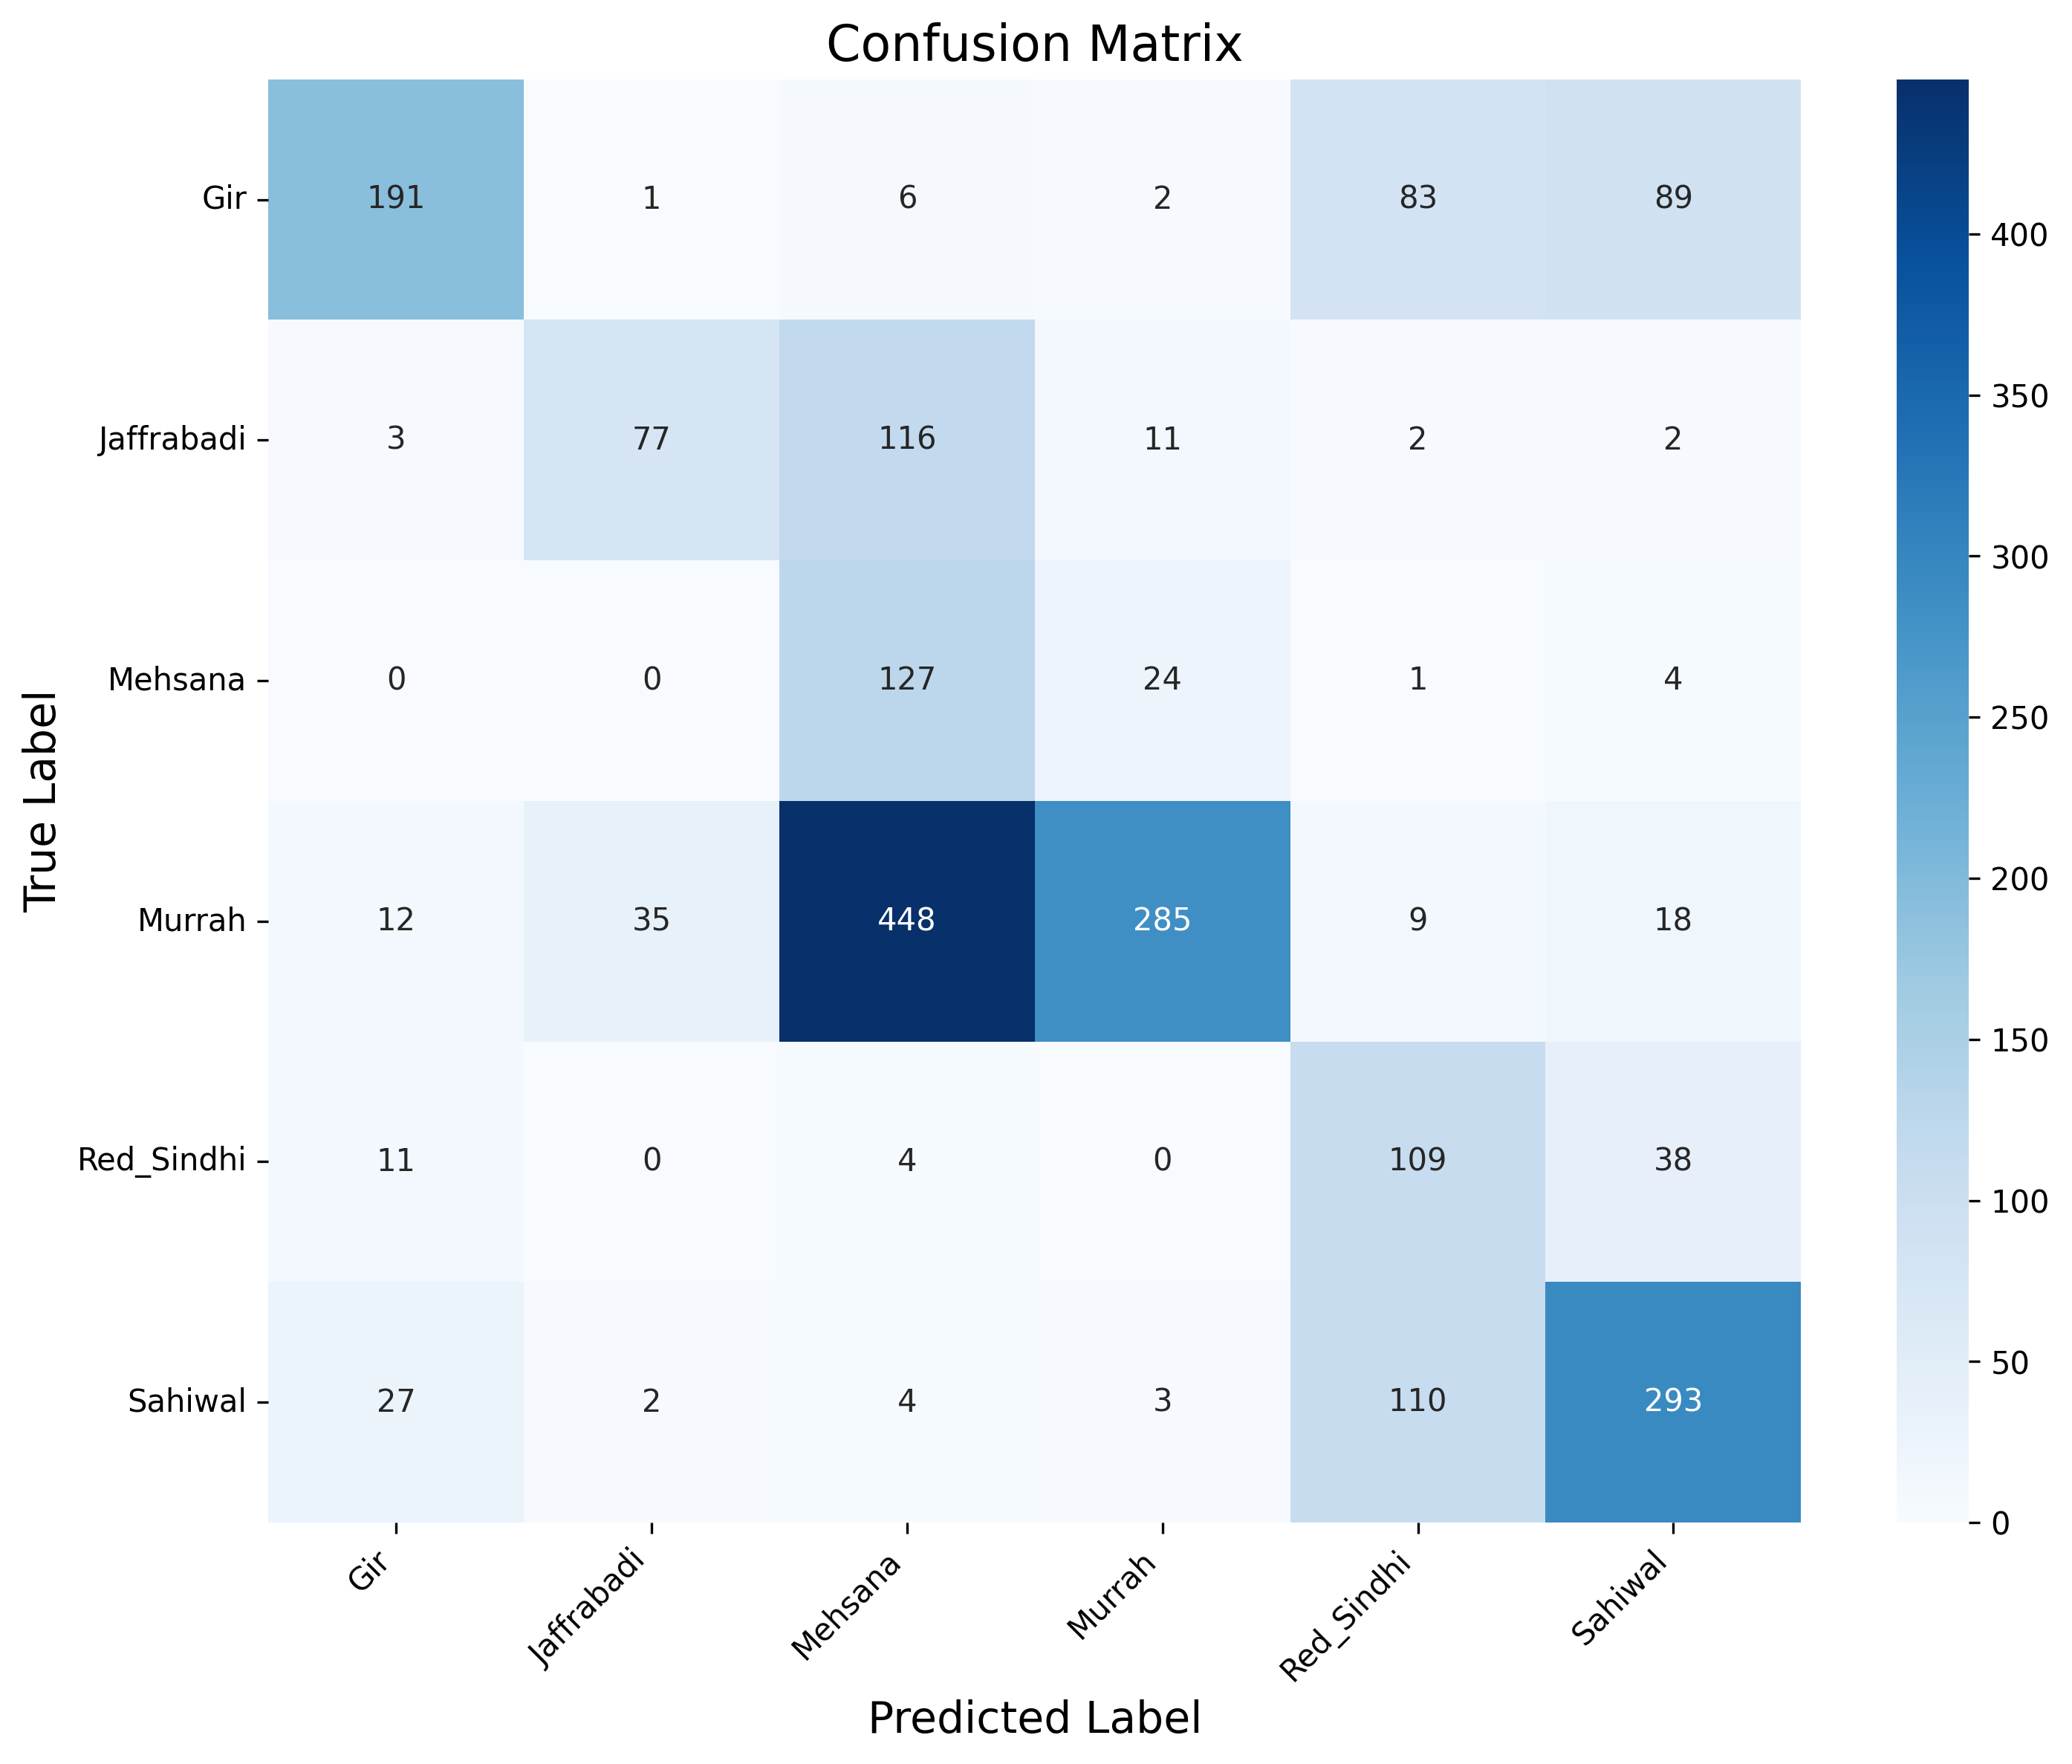 Confusion Matrix
Gir 191 1 6 2 83 89
Jaffrabadi 3 77 116 11 2 2
Mehsana 0 0 127 24 1 4
Murrah 12 35 448 285 9 18
Red_Sindhi 11 0 4 0 109 38
Sahiwal 27 2 4 3 110 293
True Label
Gir Jaffrabadi Mehsana Murrah Red_Sindhi Sahiwal
Predicted Label
400
350
300
250
200
150
100
50
0